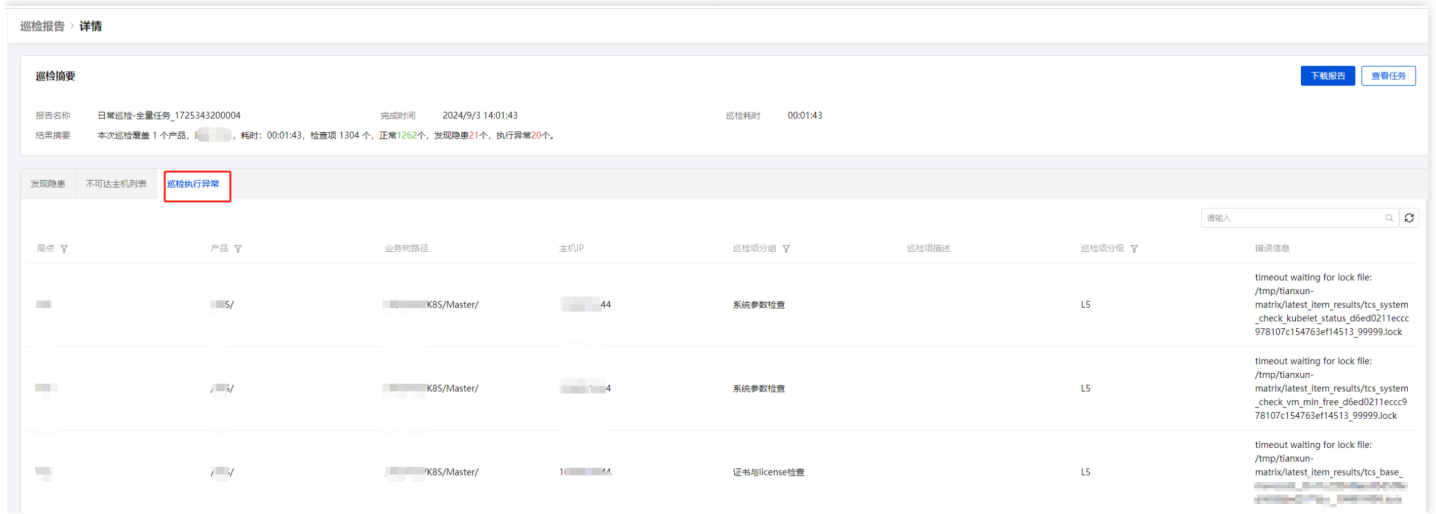 巡检报告 > 详情
巡检摘要
下载报告 查看任务
报告名称 日常巡检-全量任务_1725343200004 完成时间 2024/9/3 14:01:43 巡检耗时 00:01:43
结果摘要 本次巡检覆盖 1 个产品, , 耗时: 00:01:43, 检查项 1304 个, 正常1262个, 发现隐患21个, 执行异常20个。
发现隐患 不可达主机列表 巡检执行异常
请输入
局点 产品 业务树路径 主机IP 巡检项分组 巡检项描述 巡检项分级 错误信息
S/ K8S/Master/ 44 系统参数检查 L5
timeout waiting for lock file:
/tmp/tianxun-
matrix/latest_item_results/tcs_system
_check_kubelet_status_d6ed0211eccc
978107c154763ef14513_99999.lock
S/ K8S/Master/ 4 系统参数检查 L5
timeout waiting for lock file:
/tmp/tianxun-
matrix/latest_item_results/tcs_system
_check_vm_min_free_d6ed0211eccc9
78107c154763ef14513_99999.lock
/ /K8S/Master/ 1 44 证书与license检查 L5
timeout waiting for lock file:
/tmp/tianxun-
matrix/latest_item_results/tcs_base_